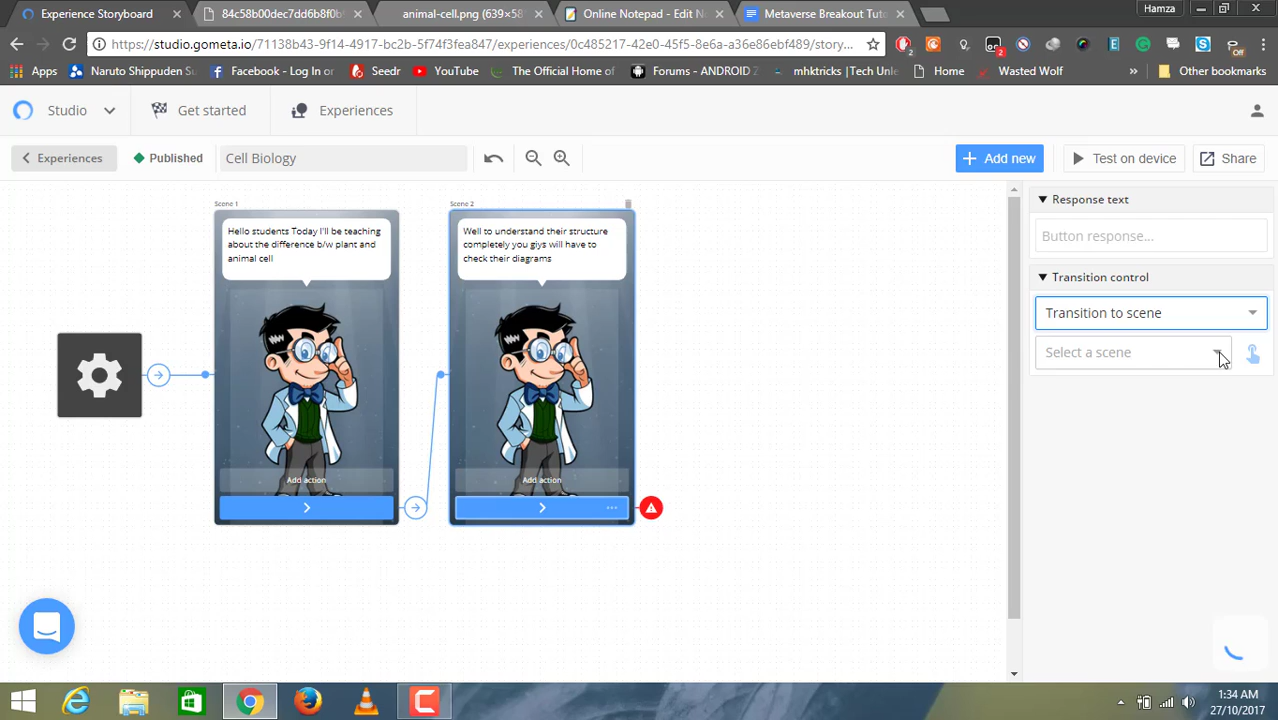 Experience Storyboard
84c58b00dec7dd6b8f0b
animal-cell.png (639×58
Online Notepad - Edit N
Metaverse Breakout Tuto
Hamza
https://studio.gometa.io/71138b43-9f14-4917-bc2b-5f74f3fea847/experiences/0c485217-42e0-45f5-8e6a-a36e86ebf489/story...
2
2
Off
Apps
Naruto Shippuden Su
Facebook - Log In or
Seedr
YouTube
The Official Home of
Forums - ANDROID Z
mhktricks | Tech Unle
Home
Wasted Wolf
»
Other bookmarks
Studio
Get started
Experiences
Experiences
Published
Cell Biology
Add new
Test on device
Share
Scene 1
Hello students Today I'll be teaching
about the difference b/w plant and
animal cell
Add action
Scene 2
Well to understand their structure
completely you giys will have to
check their diagrams
Add action
Response text
Button response...
Transition control
Transition to scene
Select a scene
1:34 AM
27/10/2017